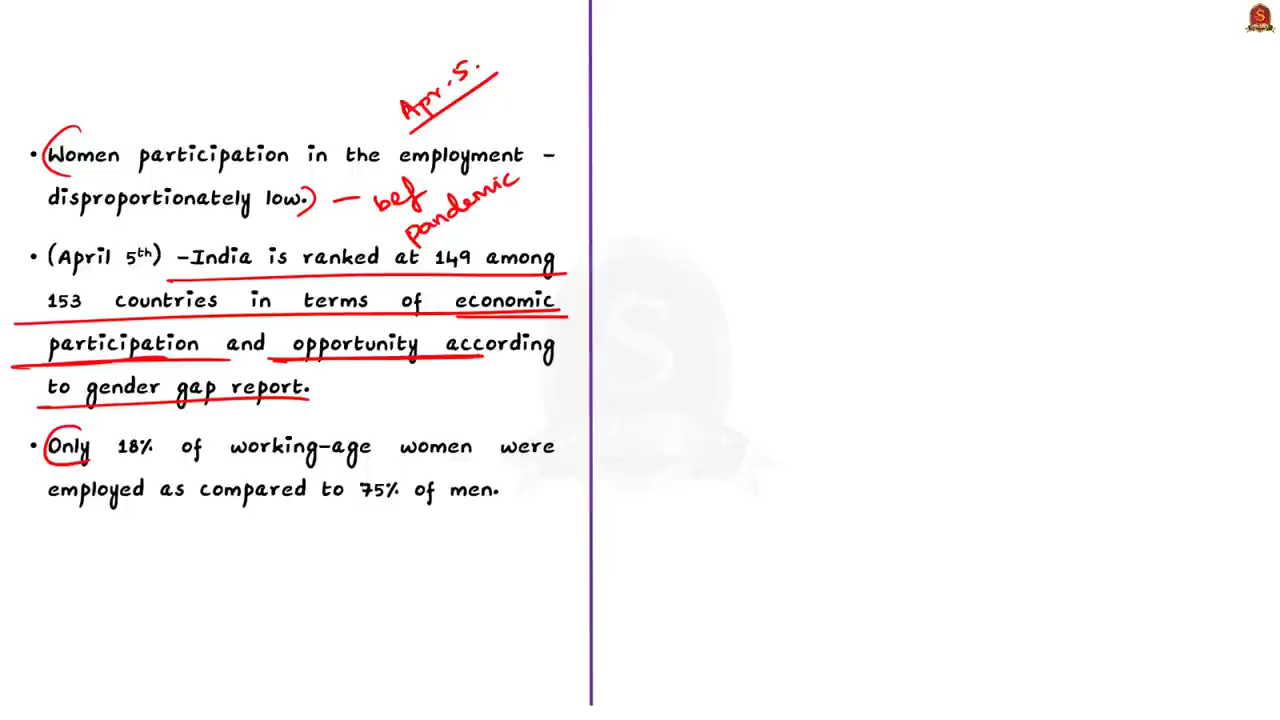 Apr. 5.
• Women participation in the employment –
disproportionately low.) – bef
pandemic
• (April 5th) –India is ranked at 149 among
153 countries in terms of economic
participation and opportunity according
to gender gap report.
• Only 18% of working-age women were
employed as compared to 75% of men.
S